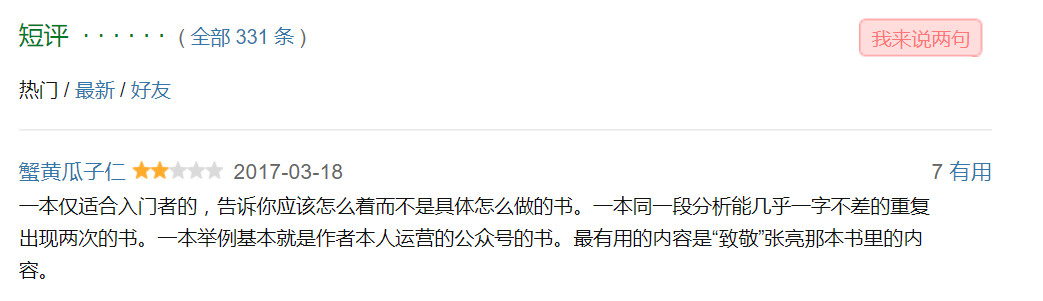 短评 · · · · · · ( 全部 331 条 )
我来说两句
热门 / 最新 / 好友
蟹黄瓜子仁 2017-03-18
7 有用
一本仅适合入门者的，告诉你应该怎么着而不是具体怎么做的书。一本同一段分析能几乎一字不差的重复
出现两次的书。一本举例基本就是作者本人运营的公众号的书。最有用的内容是“致敬”张亮那本书里的内
容。